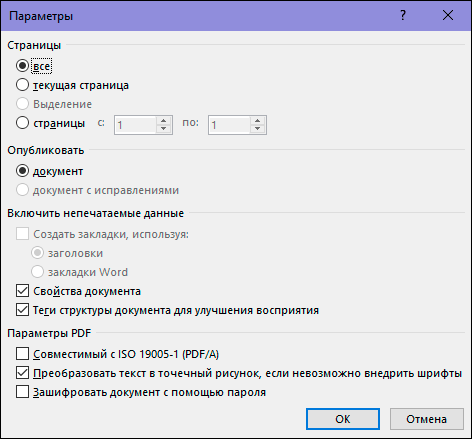 Параметры ? ✕
Страницы
все
текущая страница
Выделение
страницы с: 1 по: 1
Опубликовать
документ
документ с исправлениями
Включить непечатаемые данные
Создать закладки, используя:
заголовки
закладки Word
Свойства документа
Теги структуры документа для улучшения восприятия
Параметры PDF
Совместимый с ISO 19005-1 (PDF/A)
Преобразовать текст в точечный рисунок, если невозможно внедрить шрифты
Зашифровать документ с помощью пароля
ОК Отмена